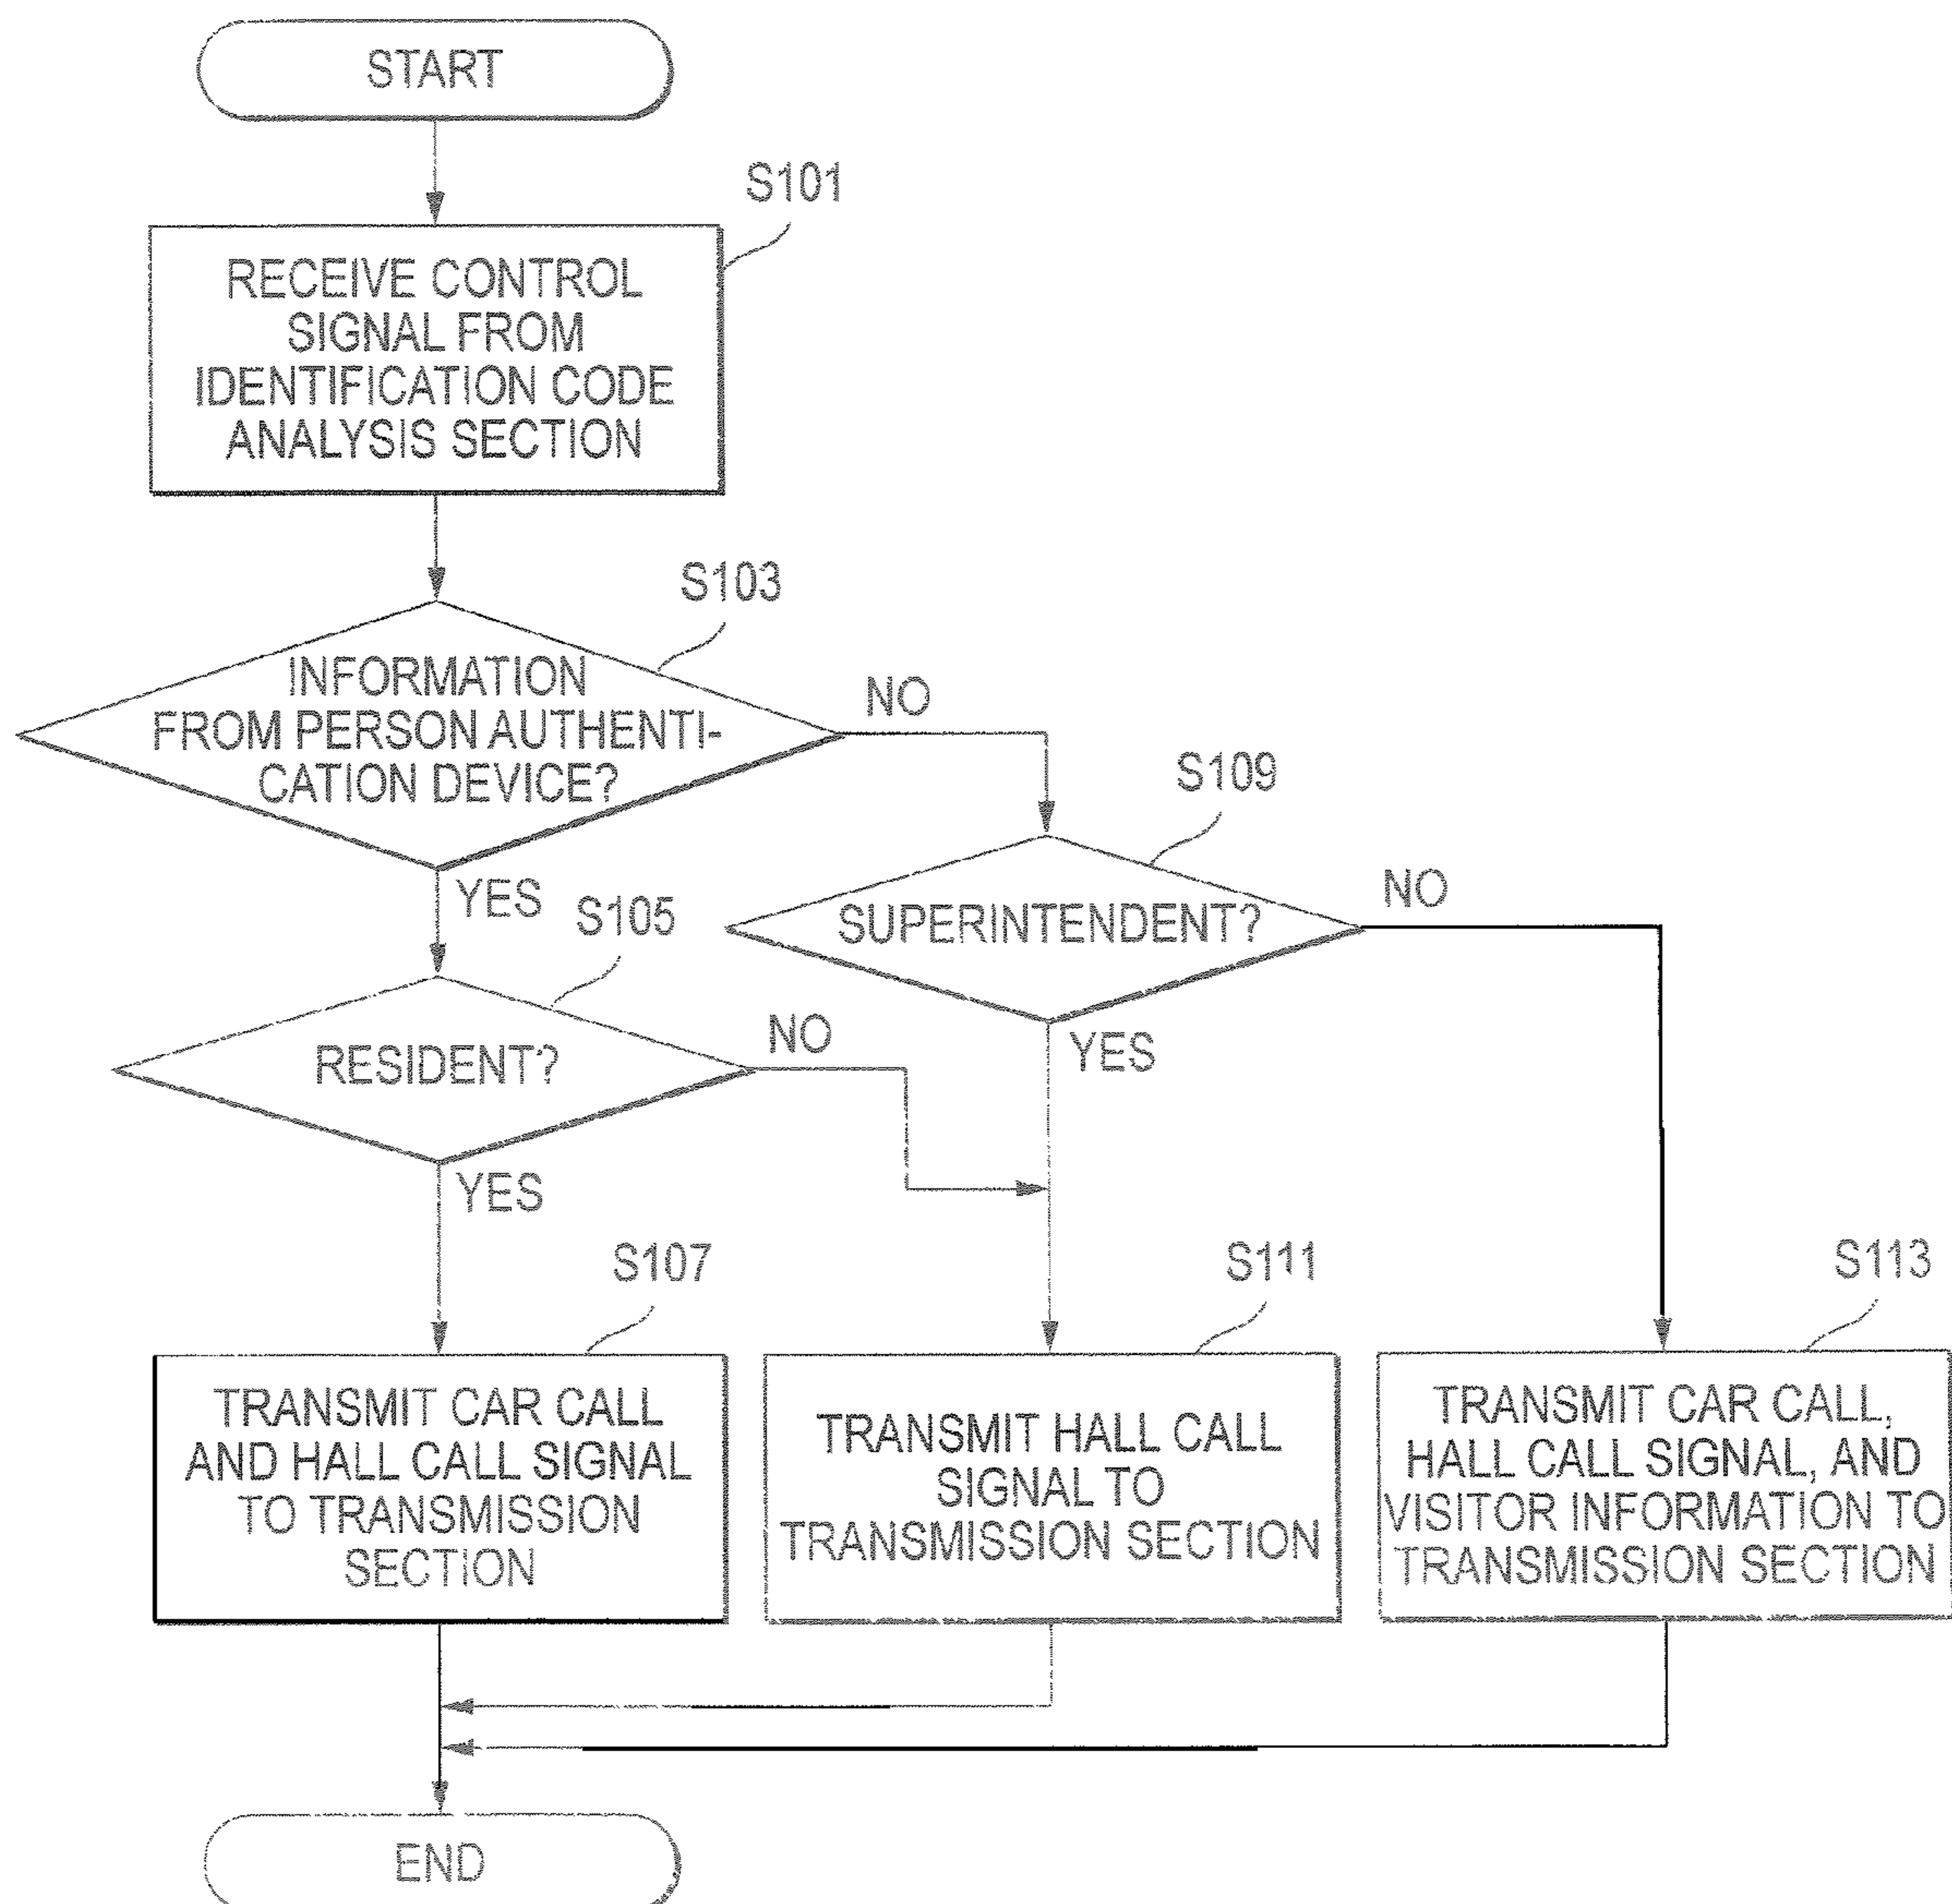 START
S101
RECEIVE CONTROL
SIGNAL FROM
IDENTIFICATION CODE
ANALYSIS SECTION
S103
INFORMATION
FROM PERSON AUTHENTI-
CATION DEVICE?
NO
YES
S109
SUPERINTENDENT?
NO
YES
S105
RESIDENT?
NO
YES
S107
TRANSMIT CAR CALL
AND HALL CALL SIGNAL
TO TRANSMISSION
SECTION
S111
TRANSMIT HALL CALL
SIGNAL TO
TRANSMISSION SECTION
S113
TRANSMIT CAR CALL,
HALL CALL SIGNAL, AND
VISITOR INFORMATION TO
TRANSMISSION SECTION
END